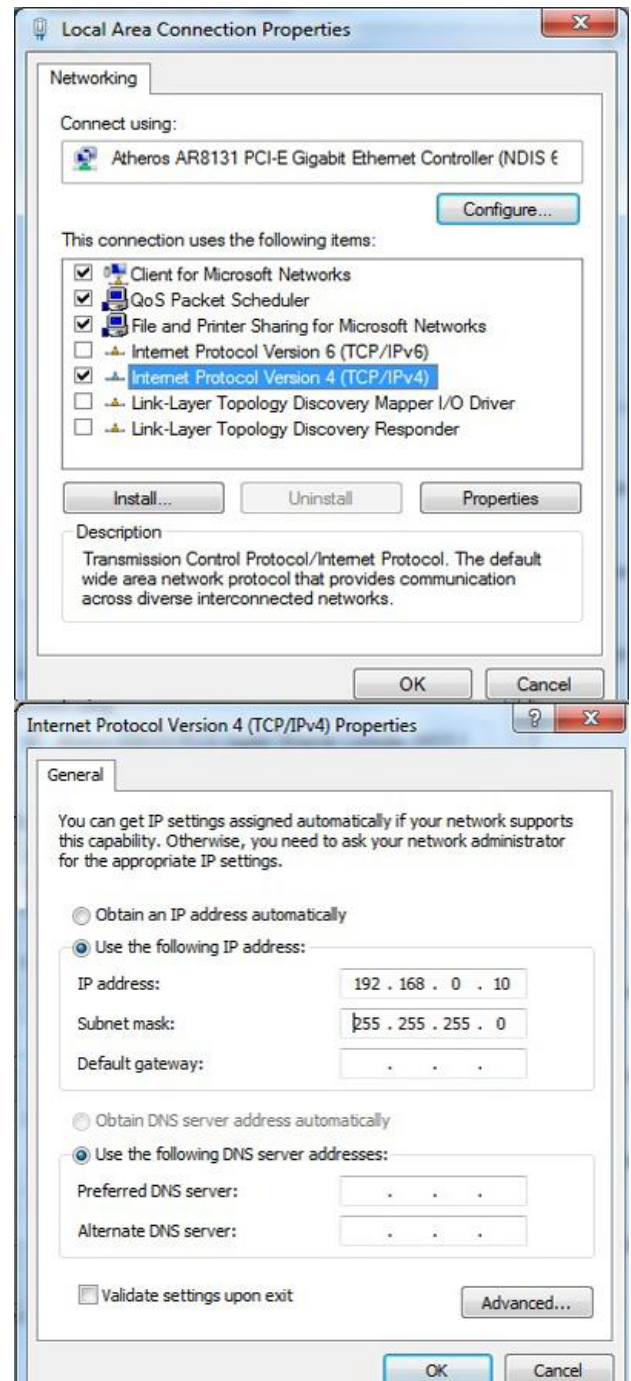 Local Area Connection Properties
Networking
Connect using:
Atheros AR8131 PCI-E Gigabit Ethernet Controller (NDIS 6
Configure...
This connection uses the following items:
Client for Microsoft Networks
QoS Packet Scheduler
File and Printer Sharing for Microsoft Networks
Internet Protocol Version 6 (TCP/IPv6)
Internet Protocol Version 4 (TCP/IPv4)
Link-Layer Topology Discovery Mapper I/O Driver
Link-Layer Topology Discovery Responder
Install... Uninstall Properties
Description
Transmission Control Protocol/Internet Protocol. The default
wide area network protocol that provides communication
across diverse interconnected networks.
OK Cancel
Internet Protocol Version 4 (TCP/IPv4) Properties
General
You can get IP settings assigned automatically if your network supports
this capability. Otherwise, you need to ask your network administrator
for the appropriate IP settings.
Obtain an IP address automatically
Use the following IP address:
IP address: 192 . 168 . 0 . 10
Subnet mask: 255 . 255 . 255 . 0
Default gateway: . . .
Obtain DNS server address automatically
Use the following DNS server addresses:
Preferred DNS server: . . .
Alternate DNS server: . . .
Validate settings upon exit
Advanced...
OK Cancel